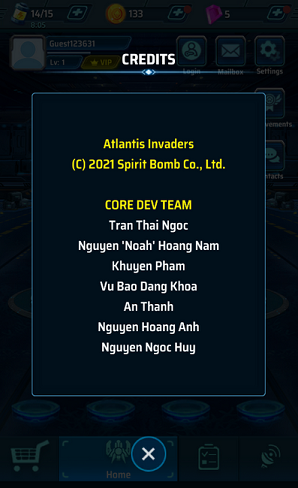 14/15
133
5
0:05
Guest123631
Lv: 1
VIP
CREDITS
Login
Mailbox
Settings
Atlantis Invaders
(C) 2021 Spirit Bomb Co., Ltd.
CORE DEV TEAM
Tran Thai Ngoc
Nguyen 'Noah' Hoang Nam
Khuyen Pham
Vu Bao Dang Khoa
An Thanh
Nguyen Hoang Anh
Nguyen Ngoc Huy
Home